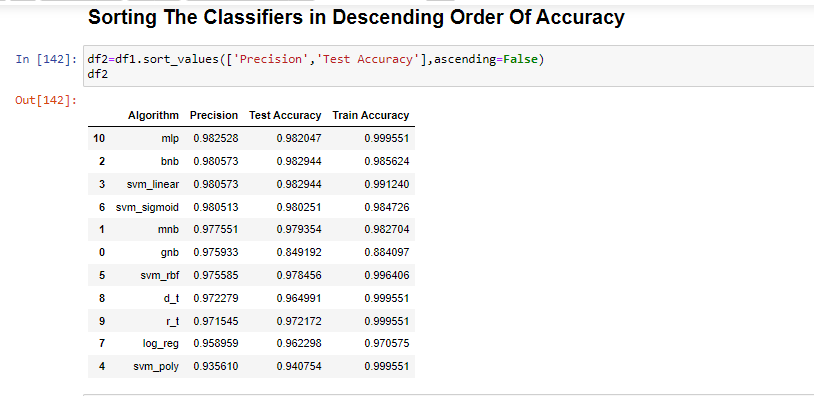 Sorting The Classifiers in Descending Order Of Accuracy
In [142]: df2=df1.sort_values(['Precision','Test Accuracy'],ascending=False)
df2
Out[142]:
Algorithm Precision Test Accuracy Train Accuracy
10 mlp 0.982528 0.982047 0.999551
2 bnb 0.980573 0.982944 0.985624
3 svm_linear 0.980573 0.982944 0.991240
6 svm_sigmoid 0.980513 0.980251 0.984726
1 mnb 0.977551 0.979354 0.982704
0 gnb 0.975933 0.849192 0.884097
5 svm_rbf 0.975585 0.978456 0.996406
8 d_t 0.972279 0.964991 0.999551
9 r_t 0.971545 0.972172 0.999551
7 log_reg 0.958959 0.962298 0.970575
4 svm_poly 0.935610 0.940754 0.999551